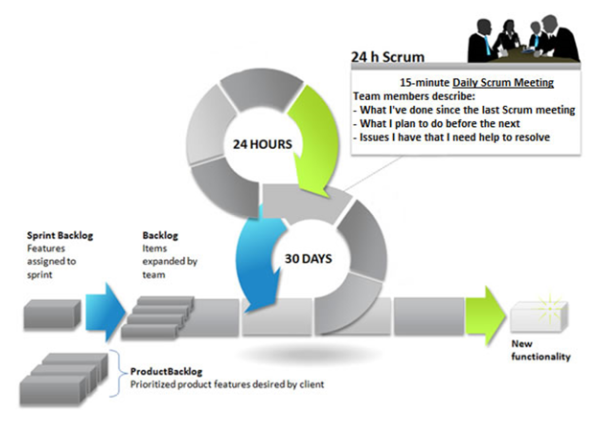 24 h Scrum
15-minute Daily Scrum Meeting
Team members describe:
- What I've done since the last Scrum meeting
- What I plan to do before the next
- Issues I have that I need help to resolve
24 HOURS
30 DAYS
Sprint Backlog
Features
assigned to
sprint
Backlog
Items
expanded by
team
New
functionality
ProductBacklog
Prioritized product features desired by client